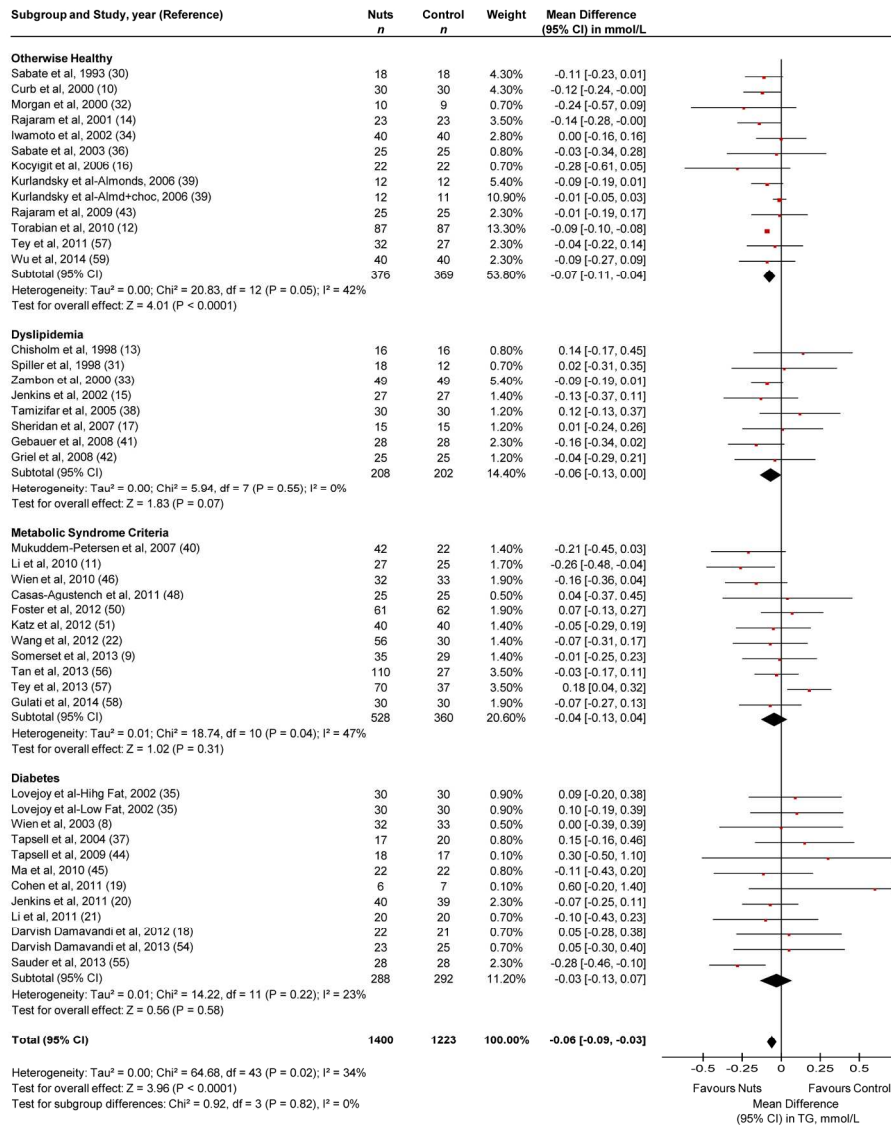 Subgroup and Study, year (Reference) Nuts Control Weight Mean Difference
n n (95% CI) in mmol/L
Otherwise Healthy
Sabate et al, 1993 (30) 18 18 4.30% -0.11 [-0.23, 0.01]
Curb et al, 2000 (10) 30 30 4.30% -0.12 [-0.24, -0.00]
Morgan et al, 2000 (32) 10 9 0.70% -0.24 [-0.57, 0.09]
Rajaram et al, 2001 (14) 23 23 3.50% -0.14 [-0.28, -0.00]
Iwamoto et al, 2002 (34) 40 40 2.80% 0.00 [-0.16, 0.16]
Sabate et al, 2003 (36) 25 25 0.80% -0.03 [-0.34, 0.28]
Kocyigit et al, 2006 (16) 22 22 0.70% -0.28 [-0.61, 0.05]
Kurlandsky et al-Almonds, 2006 (39) 12 12 5.40% -0.09 [-0.19, 0.01]
Kurlandsky et al-Almd+choc, 2006 (39) 12 11 10.90% -0.01 [-0.05, 0.03]
Rajaram et al, 2009 (43) 25 25 2.30% -0.01 [-0.19, 0.17]
Torabian et al, 2010 (12) 87 87 13.30% -0.09 [-0.10, -0.08]
Tey et al, 2011 (57) 32 27 2.30% -0.04 [-0.22, 0.14]
Wu et al, 2014 (59) 40 40 2.30% -0.09 [-0.27, 0.09]
Subtotal (95% CI) 376 369 53.80% -0.07 [-0.11, -0.04]
Heterogeneity: Tau² = 0.00; Chi² = 20.83, df = 12 (P = 0.05); I² = 42%
Test for overall effect: Z = 4.01 (P < 0.0001)
Dyslipidemia
Chisholm et al, 1998 (13) 16 16 0.80% 0.14 [-0.17, 0.45]
Spiller et al, 1998 (31) 18 12 0.70% 0.02 [-0.31, 0.35]
Zambon et al, 2000 (33) 49 49 5.40% -0.09 [-0.19, 0.01]
Jenkins et al, 2002 (15) 27 27 1.40% -0.13 [-0.37, 0.11]
Tamizifar et al, 2005 (38) 30 30 1.20% 0.12 [-0.13, 0.37]
Sheridan et al, 2007 (17) 15 15 1.20% 0.01 [-0.24, 0.26]
Gebauer et al, 2008 (41) 28 28 2.30% -0.16 [-0.34, 0.02]
Griel et al, 2008 (42) 25 25 1.20% -0.04 [-0.29, 0.21]
Subtotal (95% CI) 208 202 14.40% -0.06 [-0.13, 0.00]
Heterogeneity: Tau² = 0.00; Chi² = 5.94, df = 7 (P = 0.55); I² = 0%
Test for overall effect: Z = 1.83 (P = 0.07)
Metabolic Syndrome Criteria
Mukuddem-Petersen et al, 2007 (40) 42 22 1.40% -0.21 [-0.45, 0.03]
Li et al, 2010 (11) 27 25 1.70% -0.26 [-0.48, -0.04]
Wien et al, 2010 (46) 32 33 1.90% -0.16 [-0.36, 0.04]
Casas-Agustench et al, 2011 (48) 25 25 0.50% 0.04 [-0.37, 0.45]
Foster et al, 2012 (50) 61 62 1.90% 0.07 [-0.13, 0.27]
Katz et al, 2012 (51) 40 40 1.40% -0.05 [-0.29, 0.19]
Wang et al, 2012 (22) 56 30 1.40% -0.07 [-0.31, 0.17]
Somerset et al, 2013 (9) 35 29 1.40% -0.01 [-0.25, 0.23]
Tan et al, 2013 (56) 110 27 3.50% -0.03 [-0.17, 0.11]
Tey et al, 2013 (57) 70 37 3.50% 0.18 [0.04, 0.32]
Gulati et al, 2014 (58) 30 30 1.90% -0.07 [-0.27, 0.13]
Subtotal (95% CI) 528 360 20.60% -0.04 [-0.13, 0.04]
Heterogeneity: Tau² = 0.01; Chi² = 18.74, df = 10 (P = 0.04); I² = 47%
Test for overall effect: Z = 1.02 (P = 0.31)
Diabetes
Lovejoy et al-Hihg Fat, 2002 (35) 30 30 0.90% 0.09 [-0.20, 0.38]
Lovejoy et al-Low Fat, 2002 (35) 30 30 0.90% 0.10 [-0.19, 0.39]
Wien et al, 2003 (8) 32 33 0.50% 0.00 [-0.39, 0.39]
Tapsell et al, 2004 (37) 17 20 0.80% 0.15 [-0.16, 0.46]
Tapsell et al, 2009 (44) 18 17 0.10% 0.30 [-0.50, 1.10]
Ma et al, 2010 (45) 22 22 0.80% -0.11 [-0.43, 0.20]
Cohen et al, 2011 (19) 6 7 0.10% 0.60 [-0.20, 1.40]
Jenkins et al, 2011 (20) 40 39 2.30% -0.07 [-0.25, 0.11]
Li et al, 2011 (21) 20 20 0.70% -0.10 [-0.43, 0.23]
Darvish Damavandi et al, 2012 (18) 22 21 0.70% 0.05 [-0.28, 0.38]
Darvish Damavandi et al, 2013 (54) 23 25 0.70% 0.05 [-0.30, 0.40]
Sauder et al, 2013 (55) 28 28 2.30% -0.28 [-0.46, -0.10]
Subtotal (95% CI) 288 292 11.20% -0.03 [-0.13, 0.07]
Heterogeneity: Tau² = 0.01; Chi² = 14.22, df = 11 (P = 0.22); I² = 23%
Test for overall effect: Z = 0.56 (P = 0.58)
Total (95% CI) 1400 1223 100.00% -0.06 [-0.09, -0.03]
Heterogeneity: Tau² = 0.00; Chi² = 64.68, df = 43 (P = 0.02); I² = 34%
Test for overall effect: Z = 3.96 (P < 0.0001)
Test for subgroup differences: Chi² = 0.92, df = 3 (P = 0.82), I² = 0%
-0.5 -0.25 0 0.25 0.5
Favours Nuts Favours Control
Mean Difference
(95% CI) in TG, mmol/L